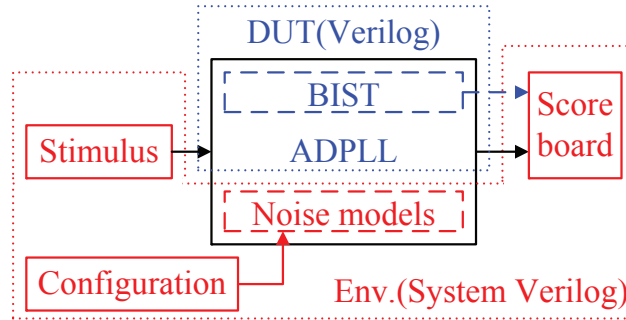 DUT(Verilog)
BIST
Score
board
Stimulus
ADPLL
Noise models
Configuration
Env.(System Verilog)